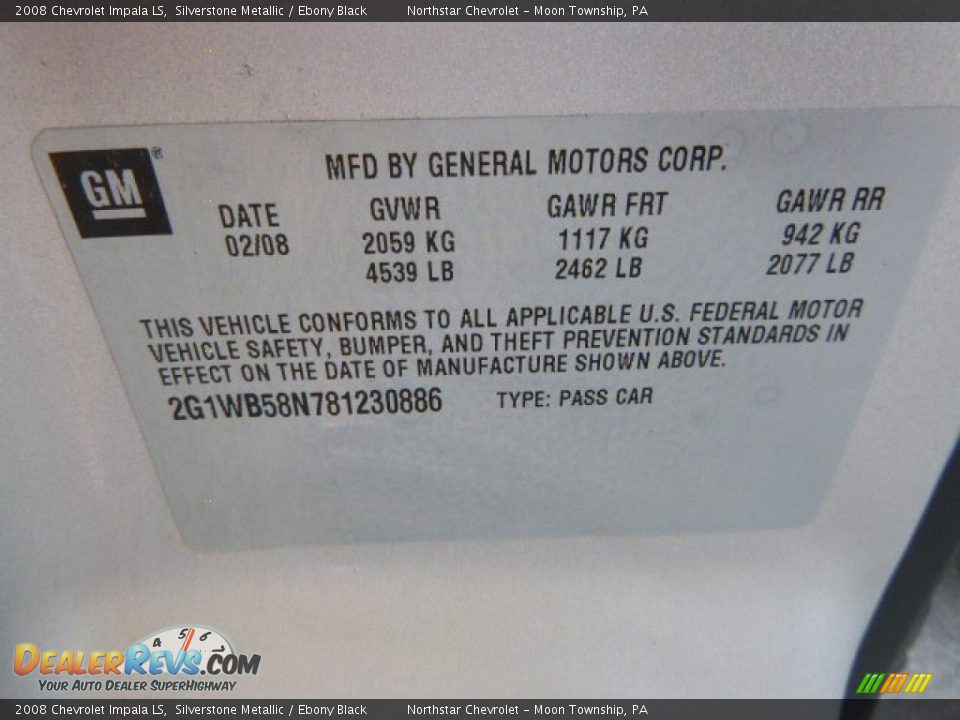 2008 Chevrolet Impala LS, Silverstone Metallic / Ebony Black Northstar Chevrolet - Moon Township, PA
GM®
MFD BY GENERAL MOTORS CORP.
DATE GVWR GAWR FRT GAWR RR
02/08 2059 KG 1117 KG 942 KG
4539 LB 2462 LB 2077 LB
THIS VEHICLE CONFORMS TO ALL APPLICABLE U.S. FEDERAL MOTOR
VEHICLE SAFETY, BUMPER, AND THEFT PREVENTION STANDARDS IN
EFFECT ON THE DATE OF MANUFACTURE SHOWN ABOVE.
2G1WB58N781230886 TYPE: PASS CAR
4 5 6
DEALERREVS.COM
YOUR AUTO DEALER SUPERHIGHWAY
2008 Chevrolet Impala LS, Silverstone Metallic / Ebony Black Northstar Chevrolet - Moon Township, PA